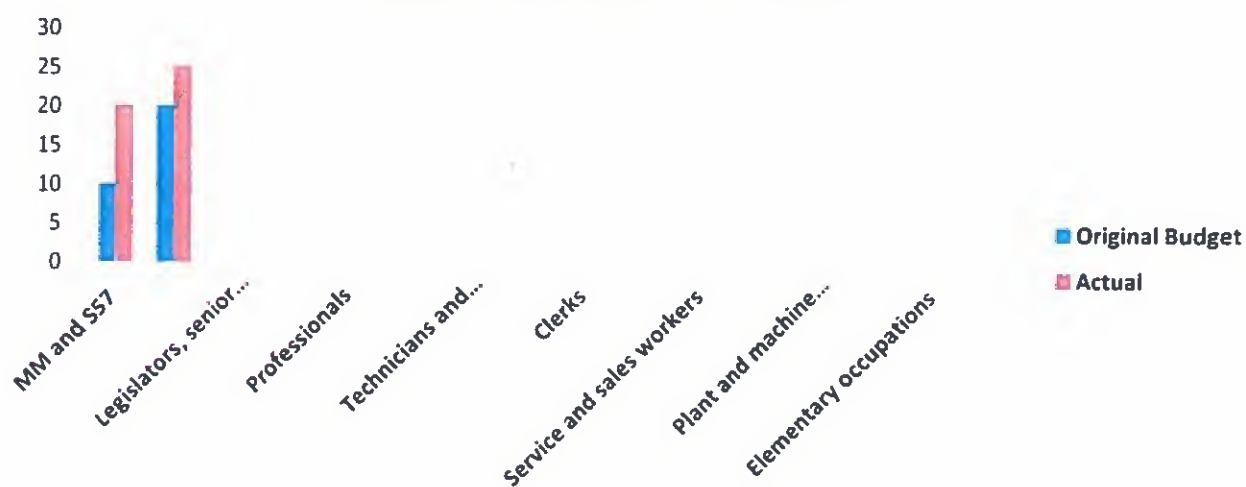 30
25
20
15
10
5
0
MM and S57
Legislators, senior...
Professionals
Technicians and...
Clerks
Service and sales workers
Plant and machine...
Elementary occupations
Original Budget
Actual